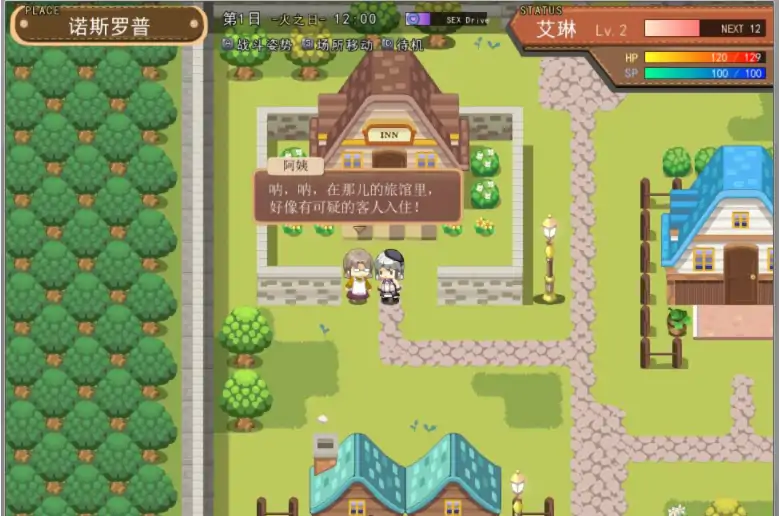 PLACE
诺斯罗普
第1日 -火之日- 12:00
SEX Drive
战斗姿势 场所移动 待机
STATUS
艾琳 Lv. 2 NEXT 12
HP 120 / 129
SP 100 / 100
INN
阿姨
呐，呐，在那儿的旅馆里，
好像有可疑的客人入住！